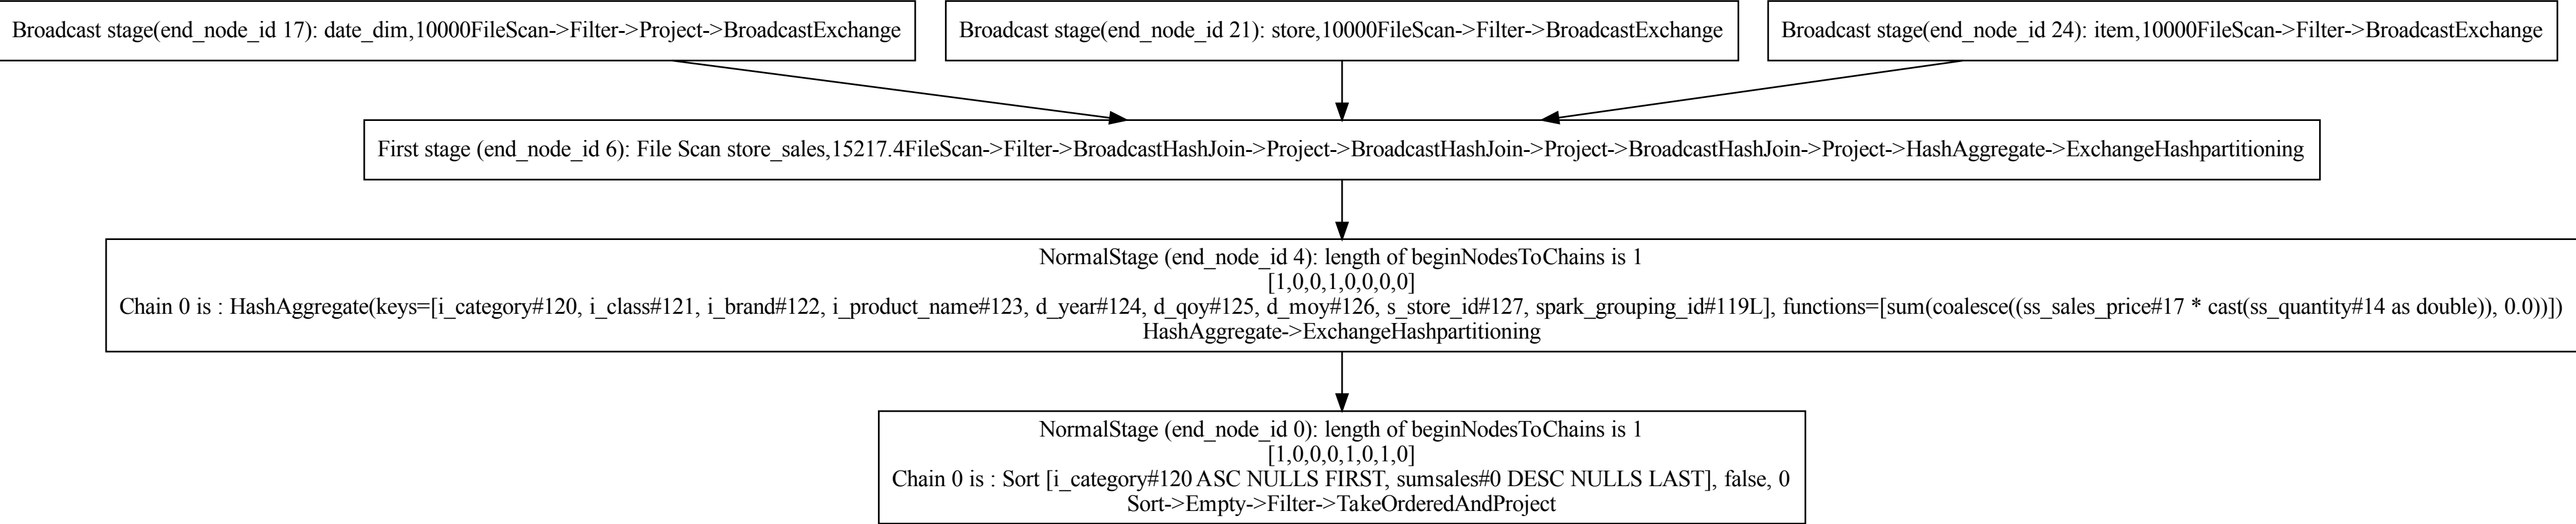 Broadcast stage(end_node_id 17): date_dim,10000FileScan->Filter->Project->BroadcastExchange
Broadcast stage(end_node_id 21): store,10000FileScan->Filter->BroadcastExchange
Broadcast stage(end_node_id 24): item,10000FileScan->Filter->BroadcastExchange
First stage (end_node_id 6): File Scan store_sales,15217.4FileScan->Filter->BroadcastHashJoin->Project->BroadcastHashJoin->Project->BroadcastHashJoin->Project->HashAggregate->ExchangeHashpartitioning
NormalStage (end_node_id 4): length of beginNodesToChains is 1
[1,0,0,1,0,0,0,0]
Chain 0 is : HashAggregate(keys=[i_category#120, i_class#121, i_brand#122, i_product_name#123, d_year#124, d_qoy#125, d_moy#126, s_store_id#127, spark_grouping_id#119L], functions=[sum(coalesce((ss_sales_price#17 * cast(ss_quantity#14 as double)), 0.0))])
HashAggregate->ExchangeHashpartitioning
NormalStage (end_node_id 0): length of beginNodesToChains is 1
[1,0,0,0,1,0,1,0]
Chain 0 is : Sort [i_category#120 ASC NULLS FIRST, sumsales#0 DESC NULLS LAST], false, 0
Sort->Empty->Filter->TakeOrderedAndProject